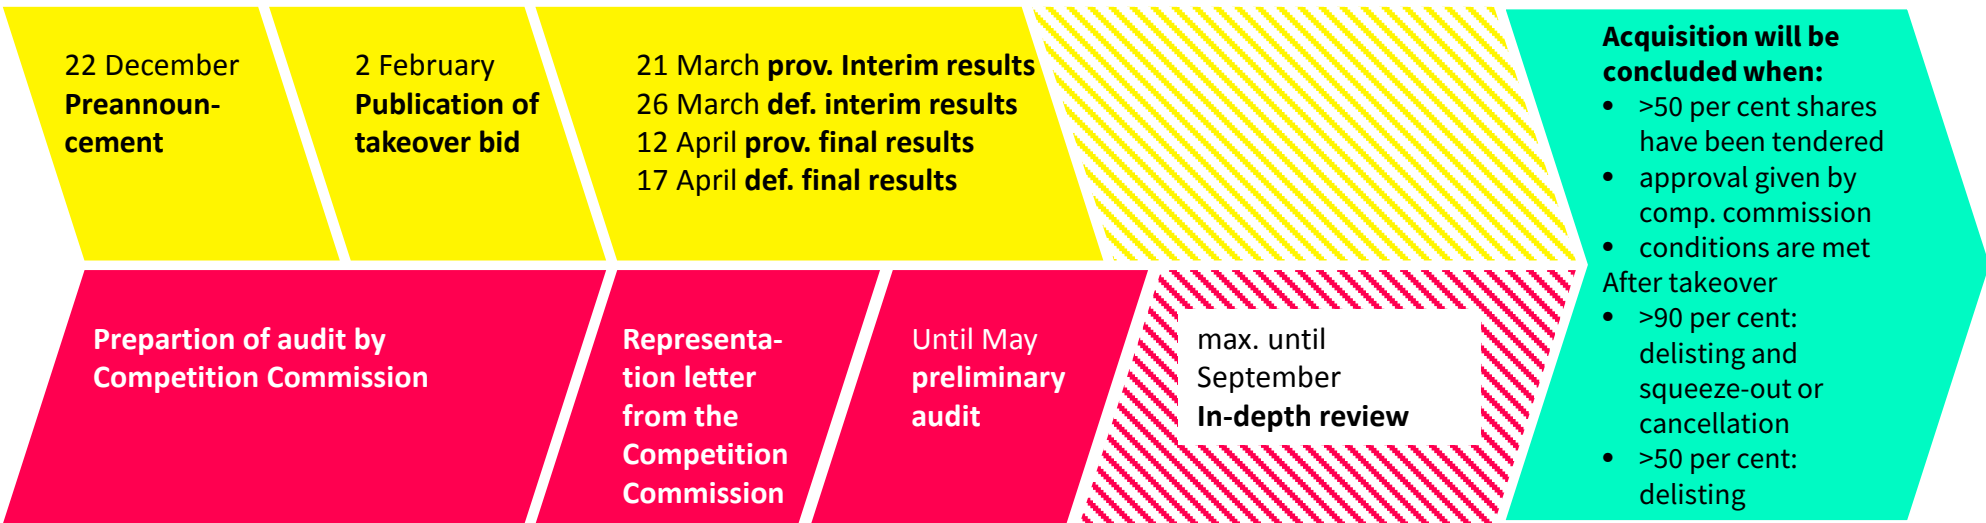 22 December
Preannoun-
cement
2 February
Publication of
takeover bid
21 March prov. Interim results
26 March def. interim results
12 April prov. final results
17 April def. final results
Prepartion of audit by
Competition Commission
Representa-
tion letter
from the
Competition
Commission
Until May
preliminary
audit
max. until
September
In-depth review
Acquisition will be
concluded when:
• >50 per cent shares
have been tendered
• approval given by
comp. commission
• conditions are met
After takeover
• >90 per cent:
delisting and
squeeze-out or
cancellation
• >50 per cent:
delisting